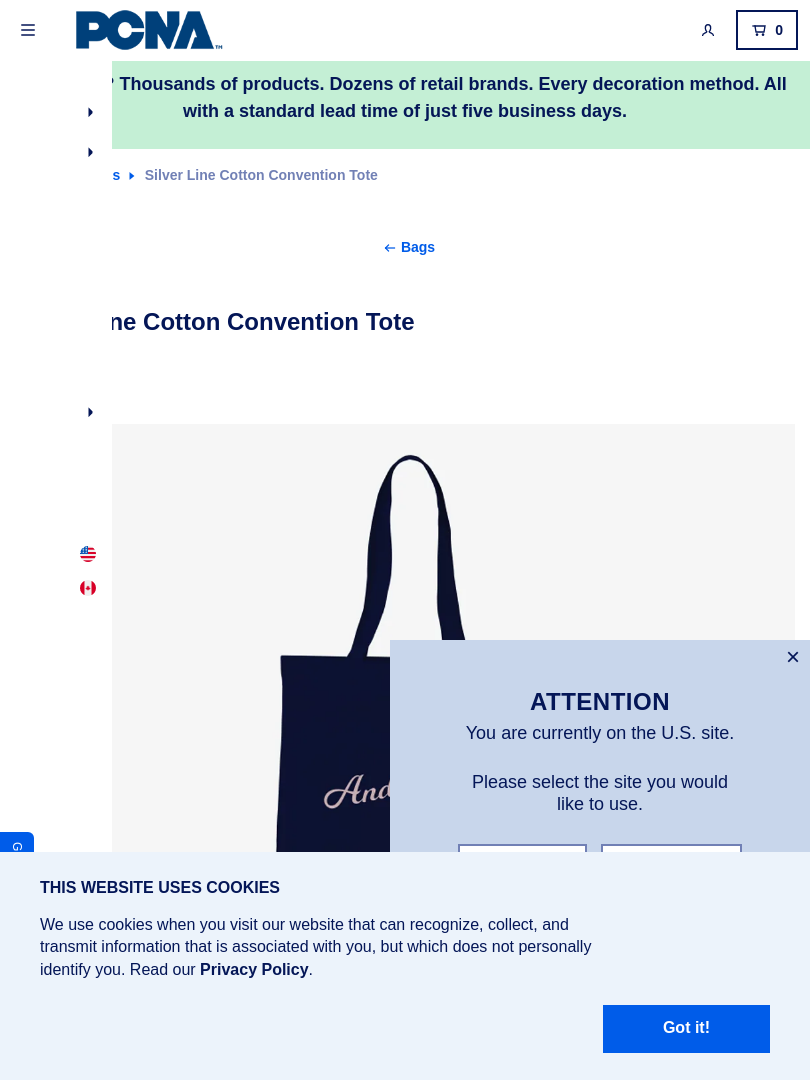 PCNA
0
? Thousands of products. Dozens of retail brands. Every decoration method. All
with a standard lead time of just five business days.
s Silver Line Cotton Convention Tote
Bags
ne Cotton Convention Tote
And
ATTENTION
You are currently on the U.S. site.
Please select the site you would
like to use.
G
THIS WEBSITE USES COOKIES
We use cookies when you visit our website that can recognize, collect, and
transmit information that is associated with you, but which does not personally
identify you. Read our Privacy Policy.
Got it!